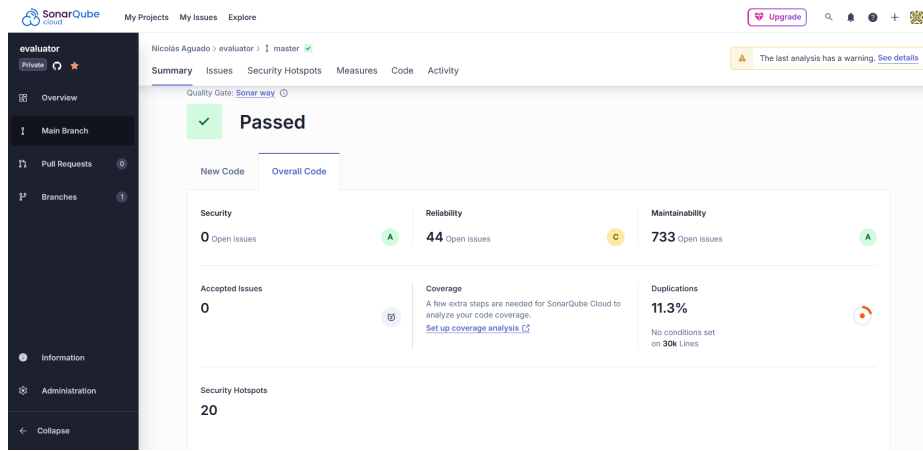 SonarQube cloud
My Projects My Issues Explore
Upgrade
evaluator
Private
Overview
Main Branch
Pull Requests 0
Branches 1
Information
Administration
Collapse
Nicolás Aguado > evaluator > master
Summary Issues Security Hotspots Measures Code Activity
The last analysis has a warning. See details
Quality Gate: Sonar way
Passed
New Code Overall Code
Security
0 Open issues A
Reliability
44 Open issues C
Maintainability
733 Open issues A
Accepted Issues
0
Coverage
A few extra steps are needed for SonarQube Cloud to
analyze your code coverage.
Set up coverage analysis
Duplications
11.3%
No conditions set
on 30k Lines
Security Hotspots
20